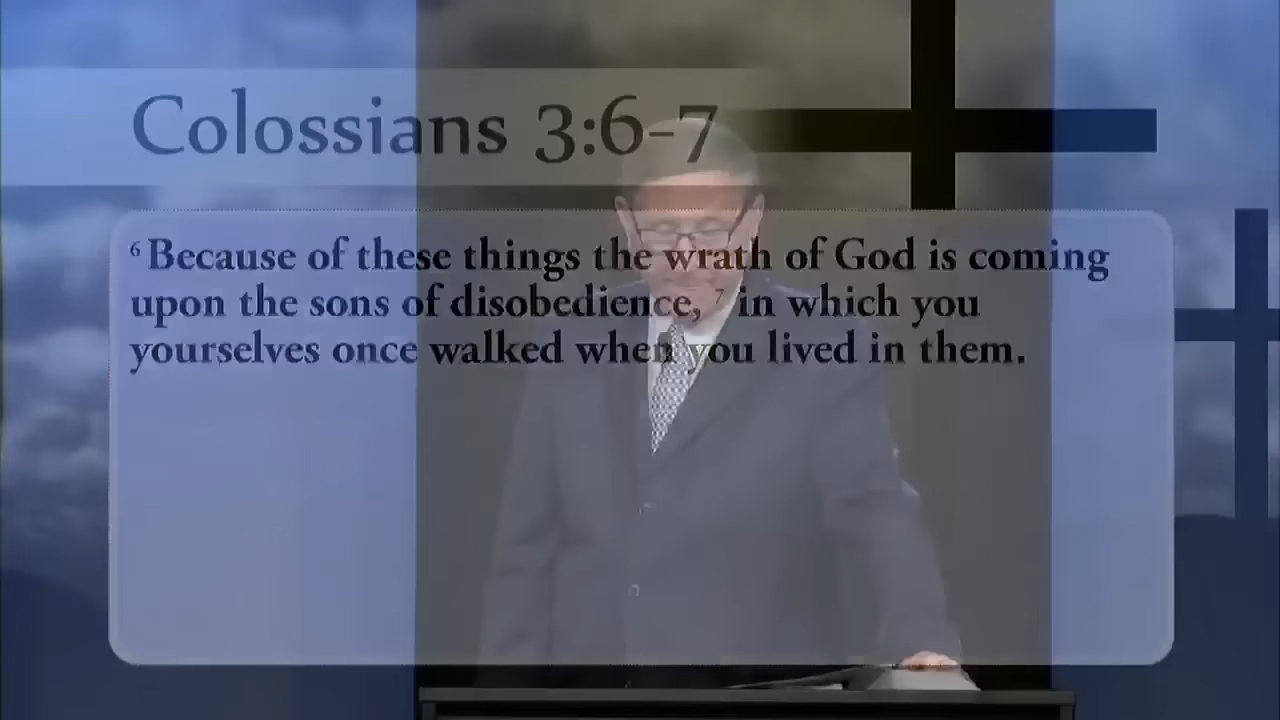 Colossians 3:6-7
6 Because of these things the wrath of God is coming
upon the sons of disobedience, 7 in which you
yourselves once walked when you lived in them.